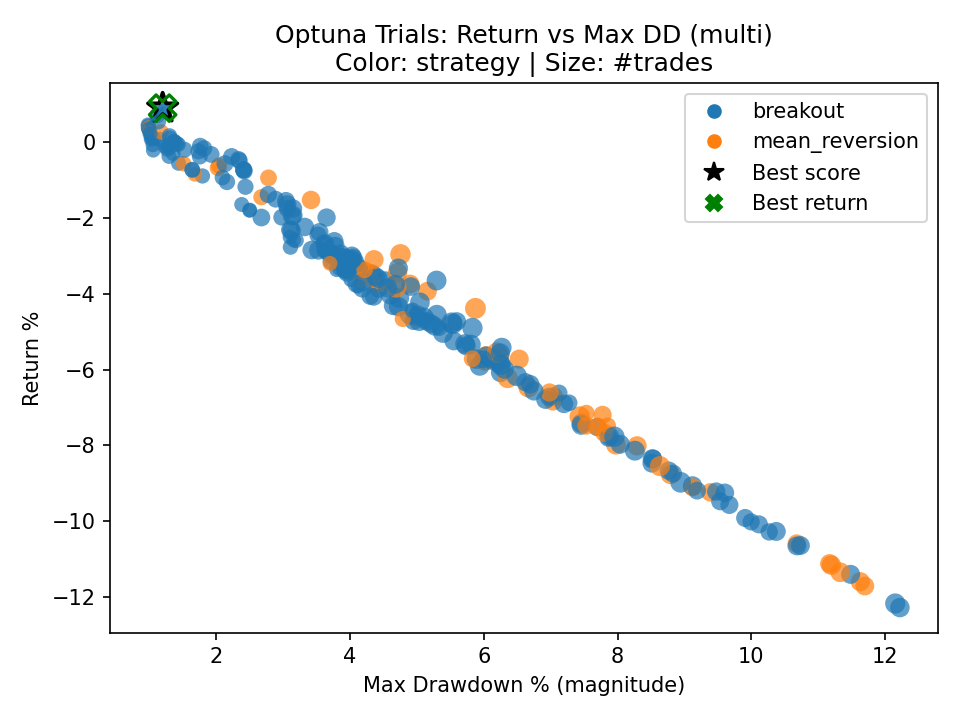 Optuna Trials: Return vs Max DD (multi)
Color: strategy | Size: #trades
breakout
mean_reversion
Best score
Best return
Return %
0
−2
−4
−6
−8
−10
−12
2
4
6
8
10
12
Max Drawdown % (magnitude)